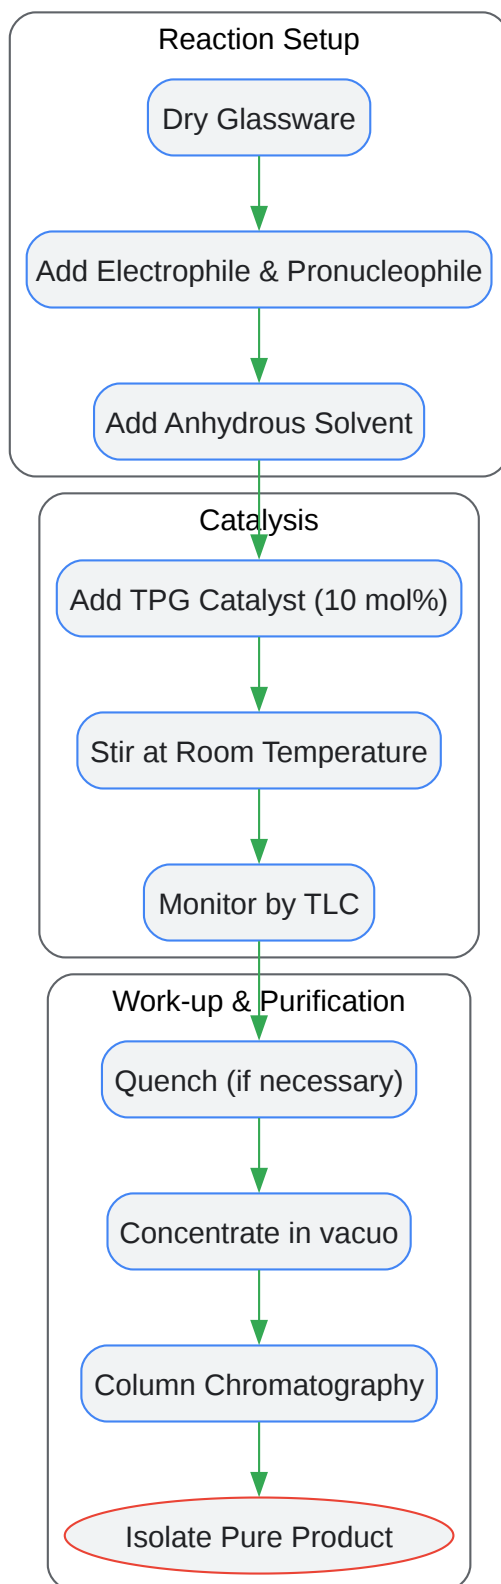 Reaction Setup
Dry Glassware
Add Electrophile & Pronucleophile
Add Anhydrous Solvent
Catalysis
Add TPG Catalyst (10 mol%)
Stir at Room Temperature
Monitor by TLC
Work-up & Purification
Quench (if necessary)
Concentrate in vacuo
Column Chromatography
Isolate Pure Product